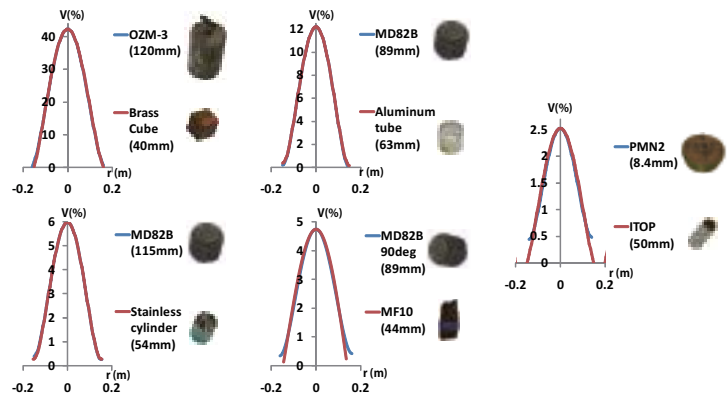 V(%)
40
30
20
10
0
-0.2
0
0.2
r (m)
OZM-3
(120mm)
Brass
Cube
(40mm)
V(%)
12
10
8
6
4
2
0
-0.2
0
0.2
r (m)
MD82B
(89mm)
Aluminum
tube
(63mm)
V(%)
2.5
2
1.5
1
0.5
0
-0.2
0
0.2
PMN2
(8.4mm)
ITOP
(50mm)
V(%)
6
5
4
3
2
1
0
-0.2
0
0.2
r (m)
MD82B
(115mm)
Stainless
cylinder
(54mm)
V(%)
5
4
3
2
1
0
-0.2
0
0.2
r (m)
MD82B
90deg
(89mm)
MF10
(44mm)